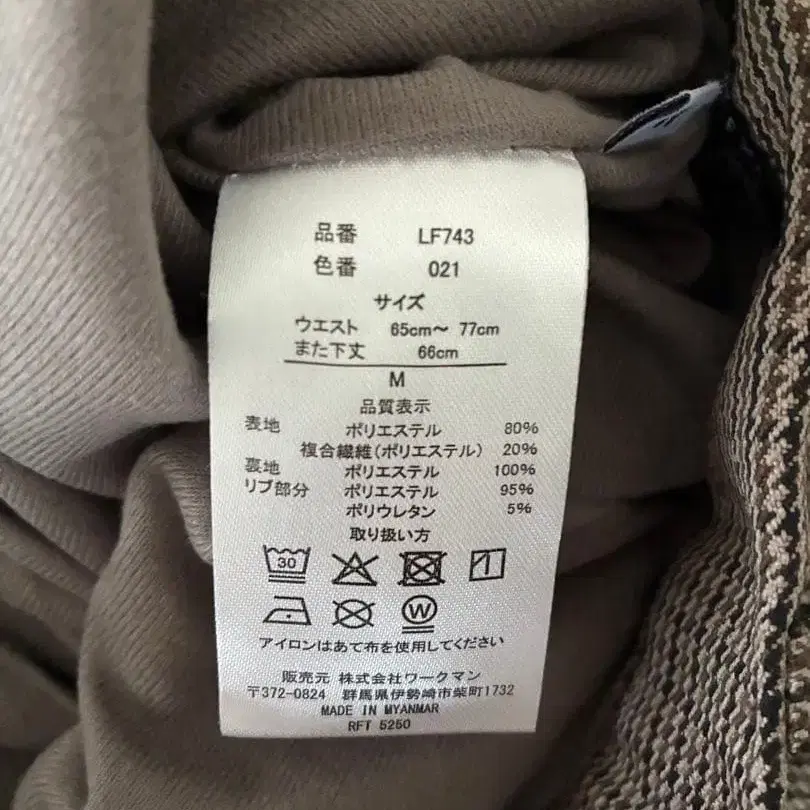 品番 LF743
色番 021
サイズ
ウエスト 65cm～ 77cm
また下丈 66cm
M
品質表示
表地 ポリエステル 80%
複合繊維(ポリエステル) 20%
裏地 ポリエステル 100%
リブ部分 ポリエステル 95%
ポリウレタン 5%
取り扱い方
30
W
アイロンはあて布を使用してください
販売元 株式会社ワークマン
〒372-0824 群馬県伊勢崎市柴町1732
MADE IN MYANMAR
RFT 5250